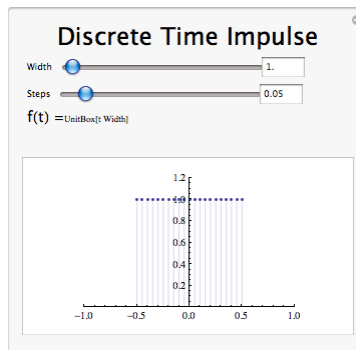 Discrete Time Impulse
Width 1.
Steps 0.05
f(t) =UnitBox[t Width]
1.2
1.0
0.8
0.6
0.4
0.2
−1.0 −0.5 0.0 0.5 1.0